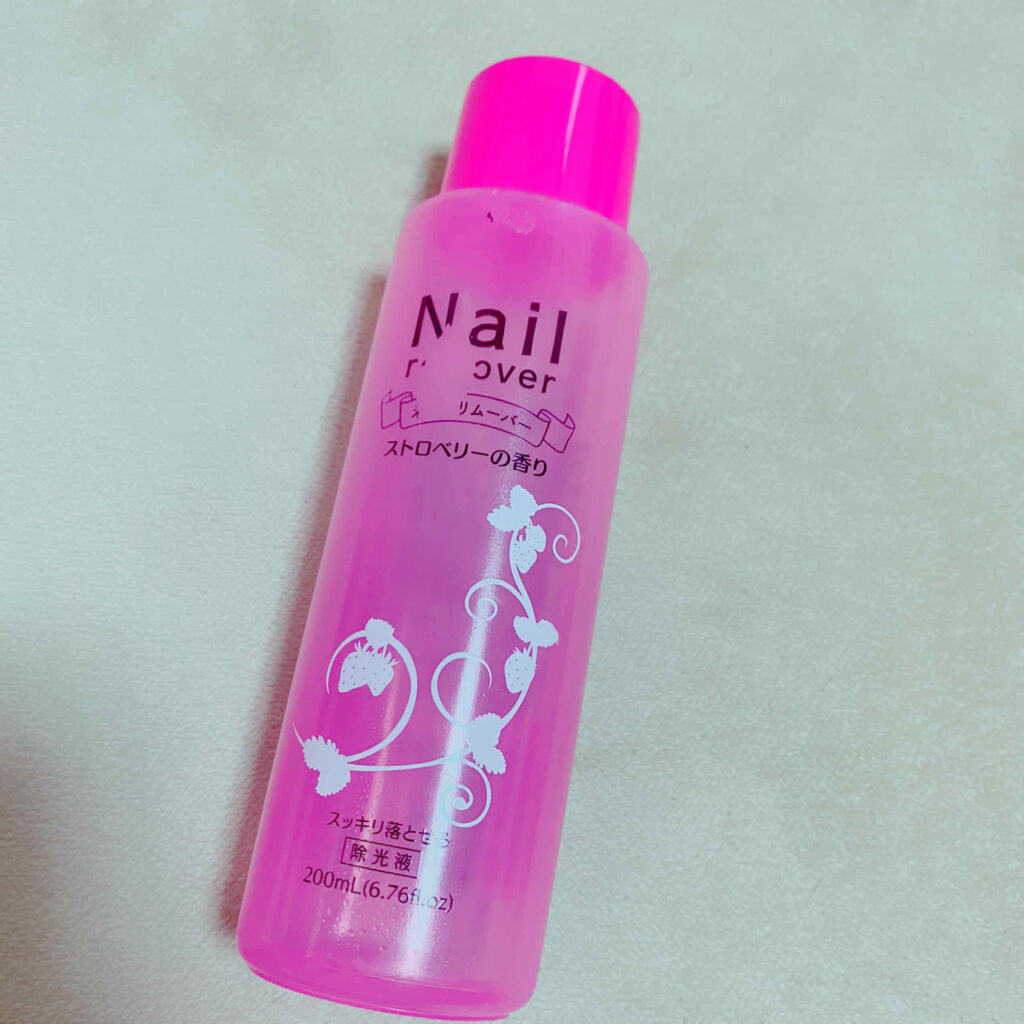 Nail
リムーバー
ストロベリーの香り
スッキリ落とせる
除光液
200mL(6.76fl.oz)